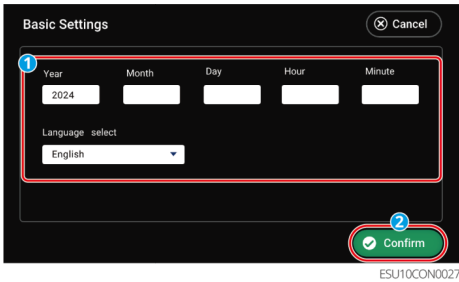 Basic Settings
Cancel
1
Year Month Day Hour Minute
2024
Language select
English
2
Confirm
ESU10CON0027